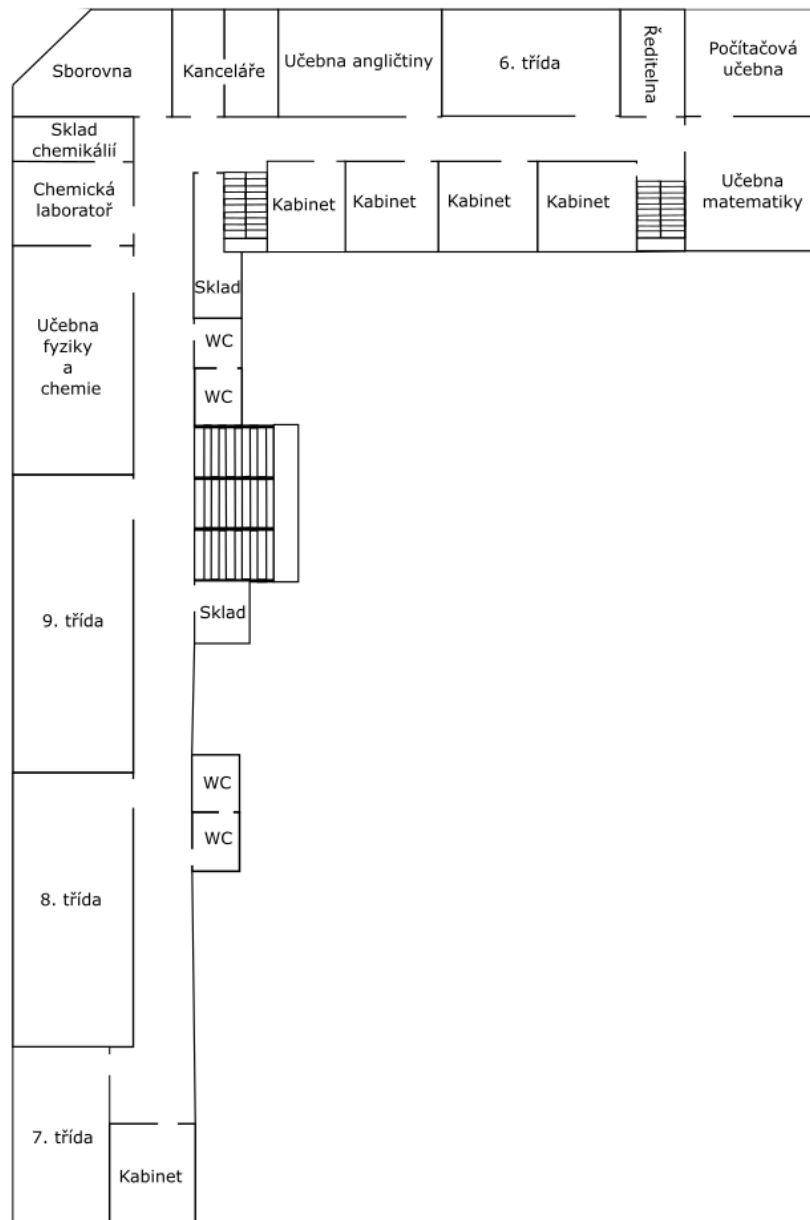 Sborovna
Kanceláře
Učebna angličtiny
6. třída
Ředitelna
Počítačová
učebna
Sklad
chemikálií
Chemická
laboratoř
Kabinet
Kabinet
Kabinet
Kabinet
Učebna
matematiky
Sklad
WC
WC
Učebna
fyziky
a
chemie
Sklad
9. třída
WC
WC
8. třída
7. třída
Kabinet